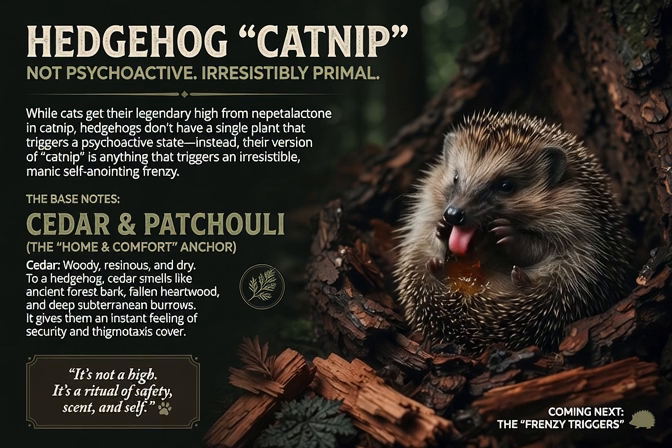 HEDGEHOG “CATNIP”
NOT PSYCHOACTIVE. IRRESISTIBLY PRIMAL.
While cats get their legendary high from nepetalactone
in catnip, hedgehogs don't have a single plant that
triggers a psychoactive state—instead, their version
of “catnip” is anything that triggers an irresistible,
manic self-anointing frenzy.
THE BASE NOTES:
CEDAR & PATCHOULI
(THE “HOME & COMFORT” ANCHOR)
Cedar: Woody, resinous, and dry.
To a hedgehog, cedar smells like
ancient forest bark, fallen heartwood,
and deep subterranean burrows.
It gives them an instant feeling of
security and thigmotaxis cover.
“It's not a high.
It's a ritual of safety,
scent, and self.”
COMING NEXT:
THE “FRENZY TRIGGERS”